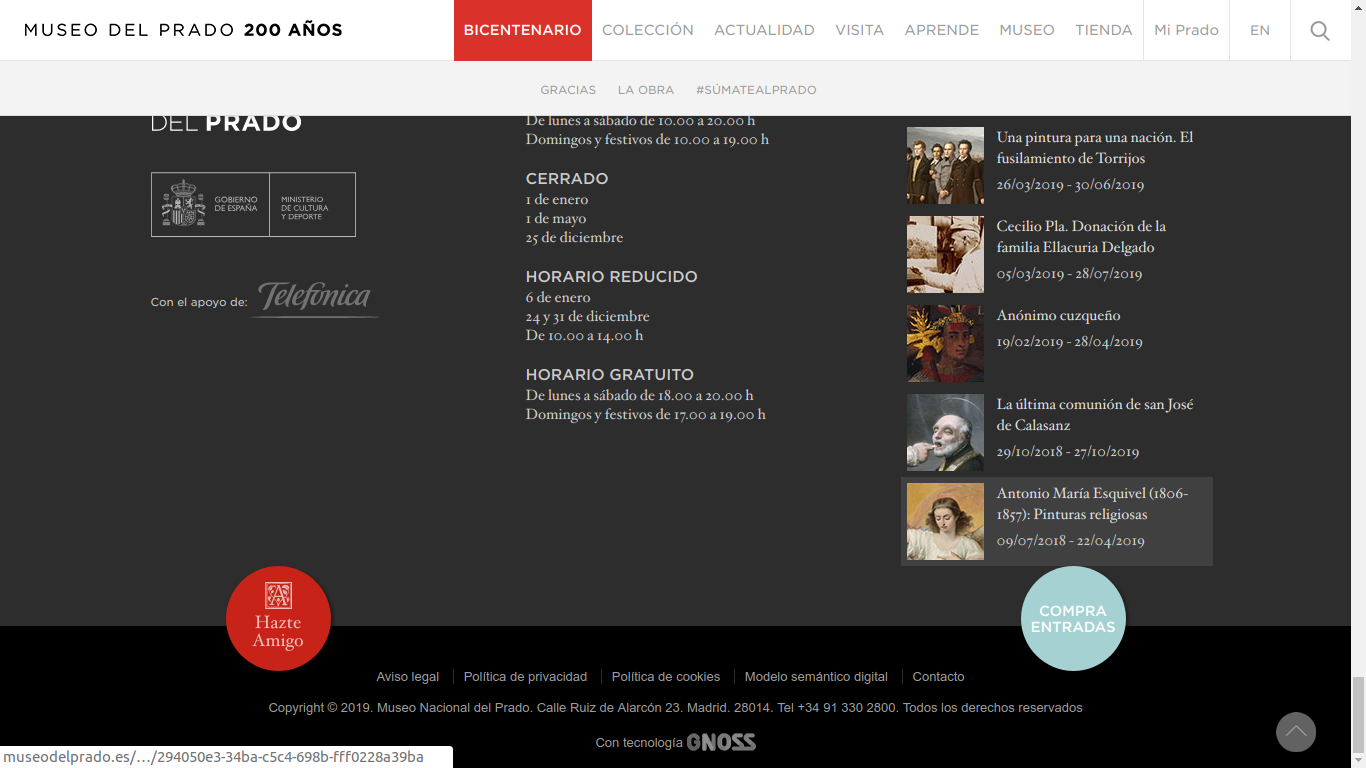 MUSEO DEL PRADO 200 AÑOS
BICENTENARIO COLECCIÓN ACTUALIDAD VISITA APRENDE MUSEO TIENDA Mi Prado EN
GRACIAS LA OBRA #SÚMATEALPRADO
DEL PRADO
GOBIERNO
DE ESPAÑA
MINISTERIO
DE CULTURA
Y DEPORTE
Con el apoyo de: Telefónica
De lunes a sábado de 10.00 a 20.00 h
Domingos y festivos de 10.00 a 19.00 h
CERRADO
1 de enero
1 de mayo
25 de diciembre
HORARIO REDUCIDO
6 de enero
24 y 31 de diciembre
De 10.00 a 14.00 h
HORARIO GRATUITO
De lunes a sábado de 18.00 a 20.00 h
Domingos y festivos de 17.00 a 19.00 h
Una pintura para una nación. El
fusilamiento de Torrijos
26/03/2019 - 30/06/2019
Cecilio Pla. Donación de la
familia Ellacuria Delgado
05/03/2019 - 28/07/2019
Anónimo cuzqueño
19/02/2019 - 28/04/2019
La última comunión de san José
de Calasanz
29/10/2018 - 27/10/2019
Antonio María Esquivel (1806-
1857): Pinturas religiosas
09/07/2018 - 22/04/2019
Hazte
Amigo
COMPRA
ENTRADAS
Aviso legal Política de privacidad Política de cookies Modelo semántico digital Contacto
Copyright © 2019. Museo Nacional del Prado. Calle Ruiz de Alarcón 23. Madrid. 28014. Tel +34 91 330 2800. Todos los derechos reservados
Con tecnología GNOSS
museodelprado.es/…/294050e3-34ba-c5c4-698b-fff0228a39ba